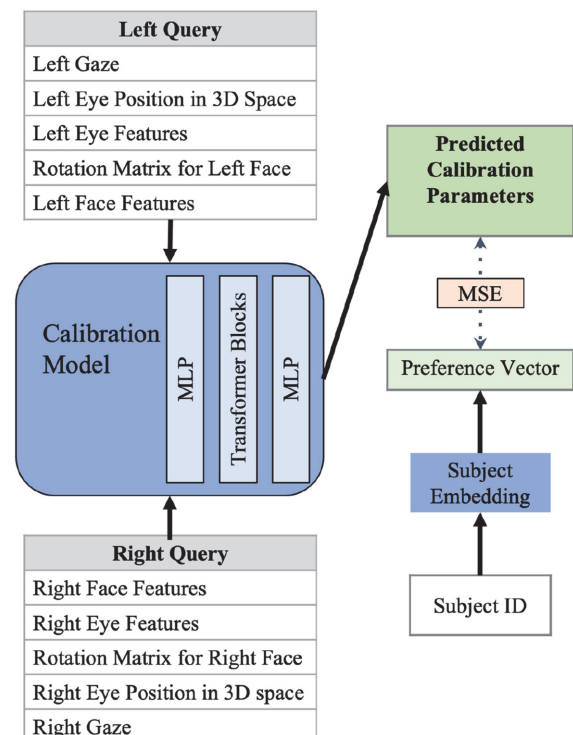 Left Query
Left Gaze
Left Eye Position in 3D Space
Left Eye Features
Rotation Matrix for Left Face
Left Face Features
Calibration
Model
MLP
Transformer Blocks
MLP
Right Query
Right Face Features
Right Eye Features
Rotation Matrix for Right Face
Right Eye Position in 3D space
Right Gaze
Predicted
Calibration
Parameters
MSE
Preference Vector
Subject
Embedding
Subject ID